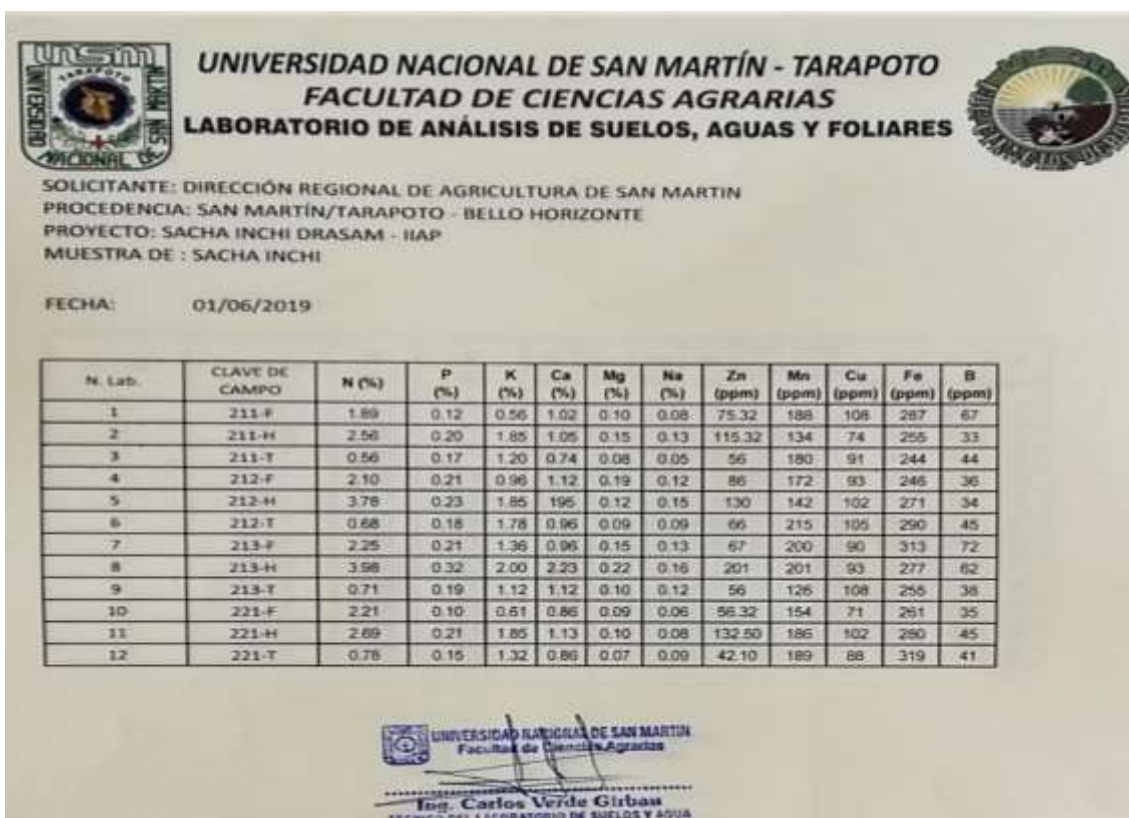 unsm
TARAPOTO
UNIVERSIDAD
NACIONAL DE SAN MARTIN
UNIVERSIDAD NACIONAL DE SAN MARTÍN - TARAPOTO
FACULTAD DE CIENCIAS AGRARIAS
LABORATORIO DE ANÁLISIS DE SUELOS, AGUAS Y FOLIARES
SOLICITANTE: DIRECCIÓN REGIONAL DE AGRICULTURA DE SAN MARTIN
PROCEDENCIA: SAN MARTÍN/TARAPOTO - BELLO HORIZONTE
PROYECTO: SACHA INCHI DRASAM - IIAP
MUESTRA DE : SACHA INCHI
FECHA: 01/06/2019
N. Lab. CLAVE DE CAMPO N (%) P (%) K (%) Ca (%) Mg (%) Na (%) Zn (ppm) Mn (ppm) Cu (ppm) Fe (ppm) B (ppm)
1 211-F 1.89 0.12 0.56 1.02 0.10 0.08 75.32 188 108 287 67
2 211-H 2.56 0.20 1.85 1.05 0.15 0.13 115.32 134 74 255 33
3 211-T 0.56 0.17 1.20 0.74 0.08 0.05 56 180 91 244 44
4 212-F 2.10 0.21 0.96 1.12 0.19 0.12 86 172 93 246 36
5 212-H 3.78 0.23 1.85 195 0.12 0.15 130 142 102 271 34
6 212-T 0.68 0.18 1.78 0.96 0.09 0.09 66 215 105 290 45
7 213-F 2.25 0.21 1.36 0.96 0.15 0.13 67 200 90 313 72
8 213-H 3.98 0.32 2.00 2.23 0.22 0.16 201 201 93 277 62
9 213-T 0.71 0.19 1.12 1.12 0.10 0.12 56 126 108 255 38
10 221-F 2.21 0.10 0.61 0.86 0.09 0.06 56.32 154 71 261 35
11 221-H 2.69 0.21 1.85 1.13 0.10 0.08 132.50 186 102 280 45
12 221-T 0.78 0.15 1.32 0.86 0.07 0.09 42.10 189 88 319 41
UNIVERSIDAD NACIONAL DE SAN MARTIN
Facultad de Ciencias Agrarias
Ing. Carlos Verde Girbau
TECNICO DEL LABORATORIO DE SUELOS Y AGUA